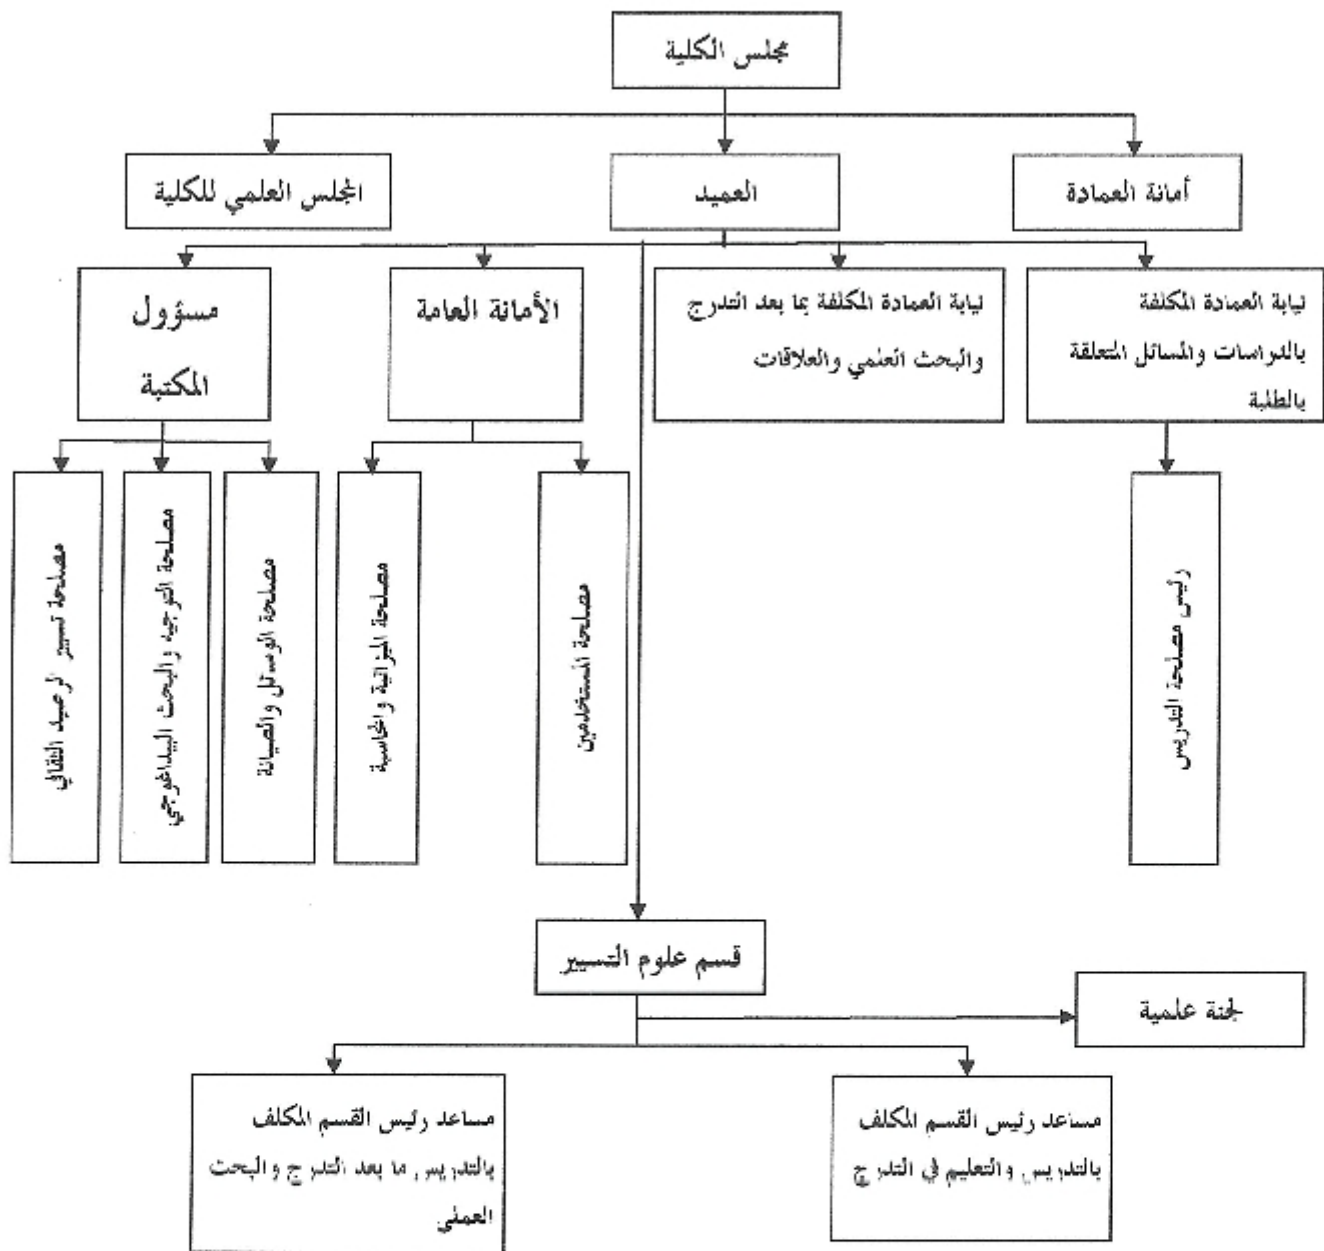 مجلس الكلية
أمانة العمادة
العميد
المجلس العلمي للكلية
نيابة العمادة المكلفة
بالدراسات والمسائل المتعلقة
بالطلبة
نيابة العمادة المكلفة بما بعد التدرج
والبحث العلمي والعلاقات
الأمانة العامة
مسؤول
المكتبة
رئيس مصلحة التدريس
مصلحة المستخدمين
مصلحة الميزانية والمحاسبة
مصلحة الوسائل والصيانة
مصلحة التوجيه والبحث البيداغوجي
مصلحة تسيير الرصيد الثقافي
قسم علوم التسيير
لجنة علمية
مساعد رئيس القسم المكلف
بالتدريس والتعليم في التدرج
مساعد رئيس القسم المكلف
بالتدريس ما بعد التدرج والبحث
العملي